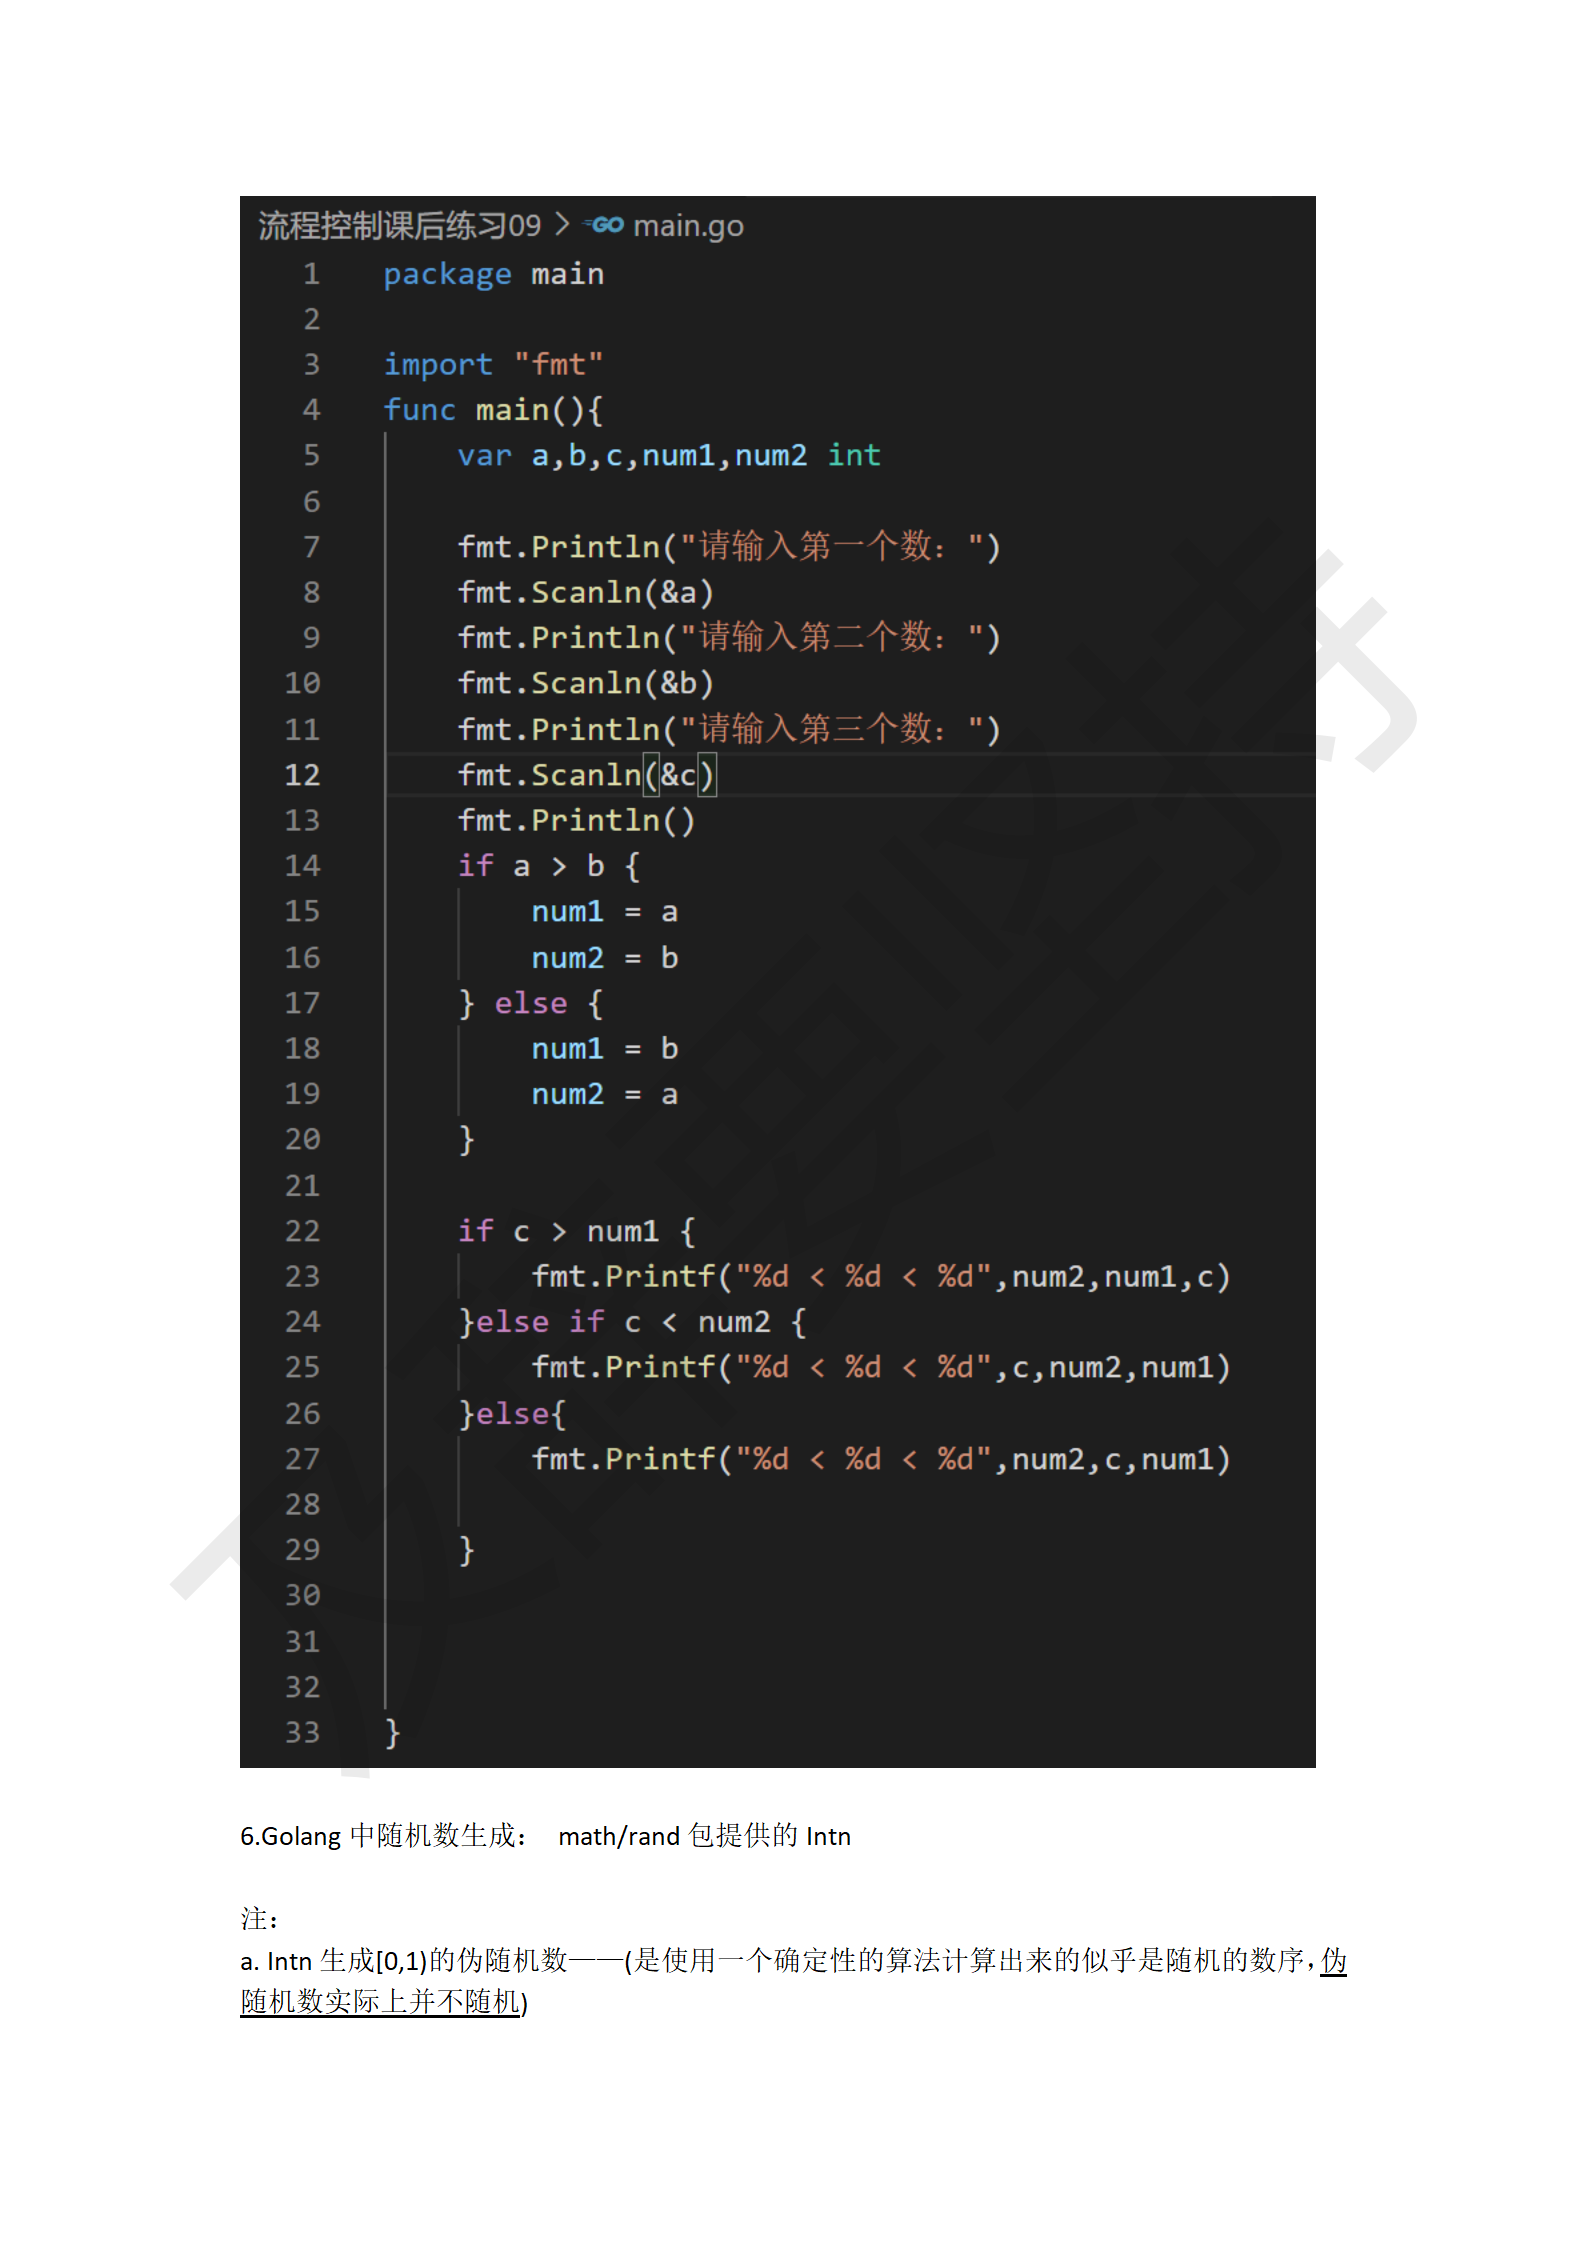 流程控制课后练习09 > GO main.go
1 package main
2
3 import "fmt"
4 func main(){
5 var a,b,c,num1,num2 int
6
7 fmt.Println("请输入第一个数：")
8 fmt.Scanln(&a)
9 fmt.Println("请输入第二个数：")
10 fmt.Scanln(&b)
11 fmt.Println("请输入第三个数：")
12 fmt.Scanln(&c)
13 fmt.Println()
14 if a > b {
15 num1 = a
16 num2 = b
17 } else {
18 num1 = b
19 num2 = a
20 }
21
22 if c > num1 {
23 fmt.Printf("%d < %d < %d",num2,num1,c)
24 }else if c < num2 {
25 fmt.Printf("%d < %d < %d",c,num2,num1)
26 }else{
27 fmt.Printf("%d < %d < %d",num2,c,num1)
28
29 }
30
31
32
33 }
6.Golang 中随机数生成： math/rand 包提供的 Intn
注：
a. Intn 生成[0,1)的伪随机数——(是使用一个确定性的算法计算出来的似乎是随机的数序，伪
随机数实际上并不随机)